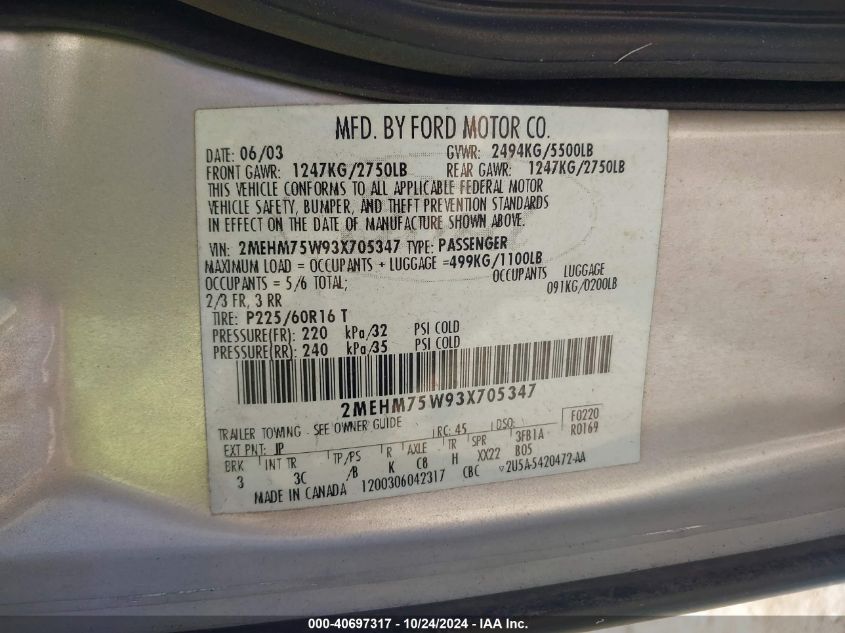 MFD. BY FORD MOTOR CO.
DATE: 06/03 GVWR: 2494KG/5500LB
FRONT GAWR: 1247KG/2750LB REAR GAWR: 1247KG/2750LB
THIS VEHICLE CONFORMS TO ALL APPLICABLE FEDERAL MOTOR
VEHICLE SAFETY, BUMPER, AND THEFT PREVENTION STANDARDS
IN EFFECT ON THE DATE OF MANUFACTURE SHOWN ABOVE.
VIN: 2MEHM75W93X705347 TYPE: PASSENGER
MAXIMUM LOAD = OCCUPANTS + LUGGAGE =499KG/1100LB
OCCUPANTS = 5/6 TOTAL; OCCUPANTS LUGGAGE
2/3 FR, 3 RR 091KG/0200LB
TIRE: P225/60R16 T
PRESSURE(FR): 220 kPa/32 PSI COLD
PRESSURE(RR): 240 kPa/35 PSI COLD
2MEHM75W93X705347
TRAILER TOWING - SEE OWNER GUIDE
F0220
EXT PNT: JP RC: 45 DSO: R0169
BRK INT TR TP/PS R AXLE TR SPR 3FB1A
3 3C /B K C8 H XX22 B05
MADE IN CANADA 1200306042317 CBC 2U5A-5420472-AA
000-40697317 - 10/24/2024 - Copyright © 2024 IAA, Inc.